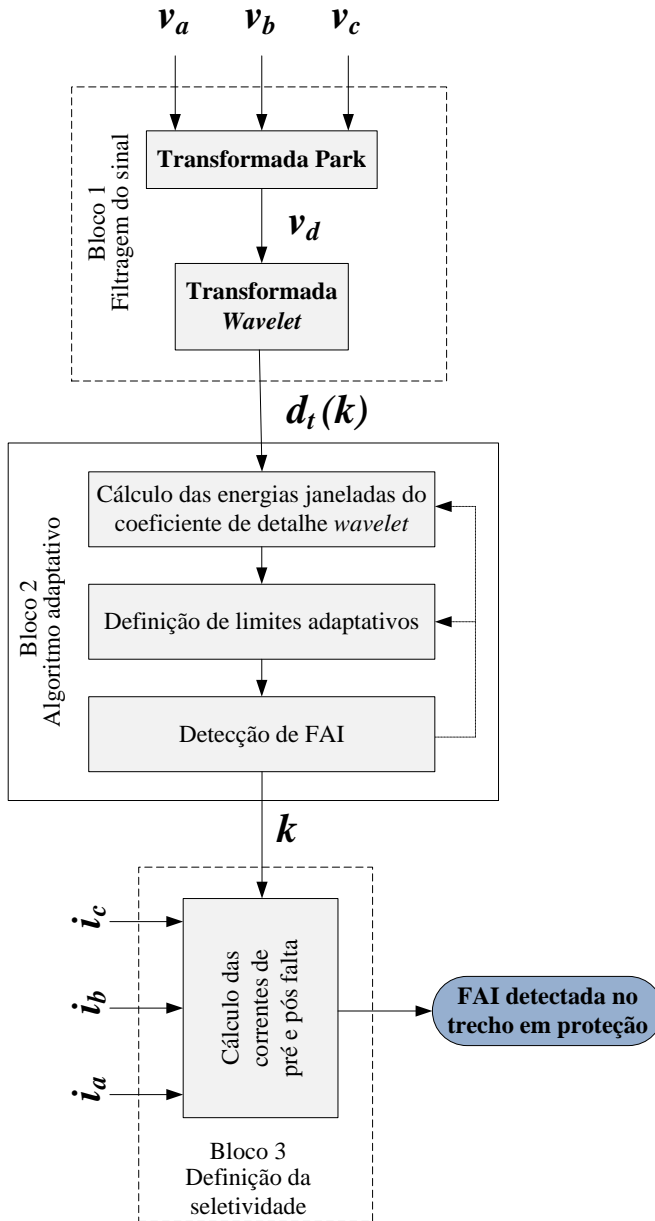 v_a v_b v_c
Bloco 1
Filtragem do sinal
Transformada Park
v_d
Transformada
Wavelet
d_t(k)
Bloco 2
Algoritmo adaptativo
Cálculo das energias janeladas do
coeficiente de detalhe wavelet
Definição de limites adaptativos
Detecção de FAI
k
i_c
i_b
i_a
Cálculo das
correntes de
pré e pós falta
FAI detectada no
trecho em proteção
Bloco 3
Definição da
seletividade